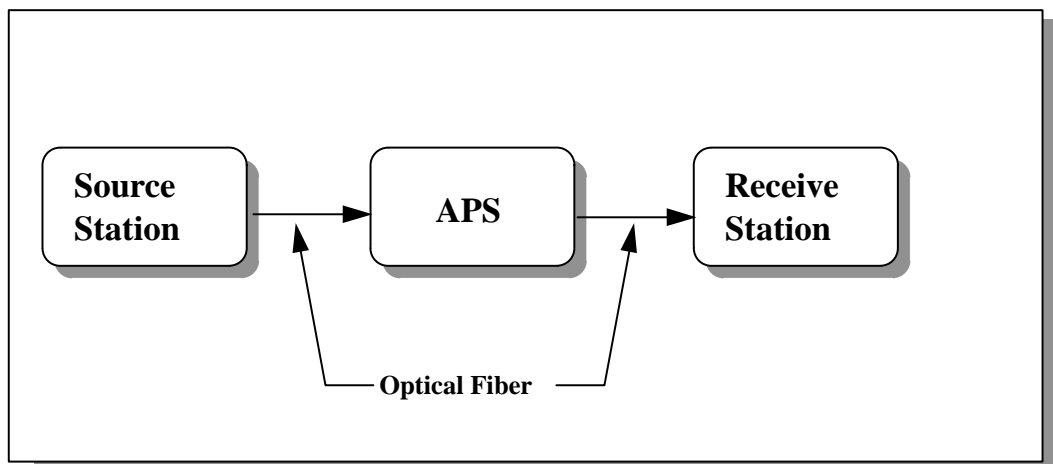 Source
Station
APS
Receive
Station
Optical Fiber